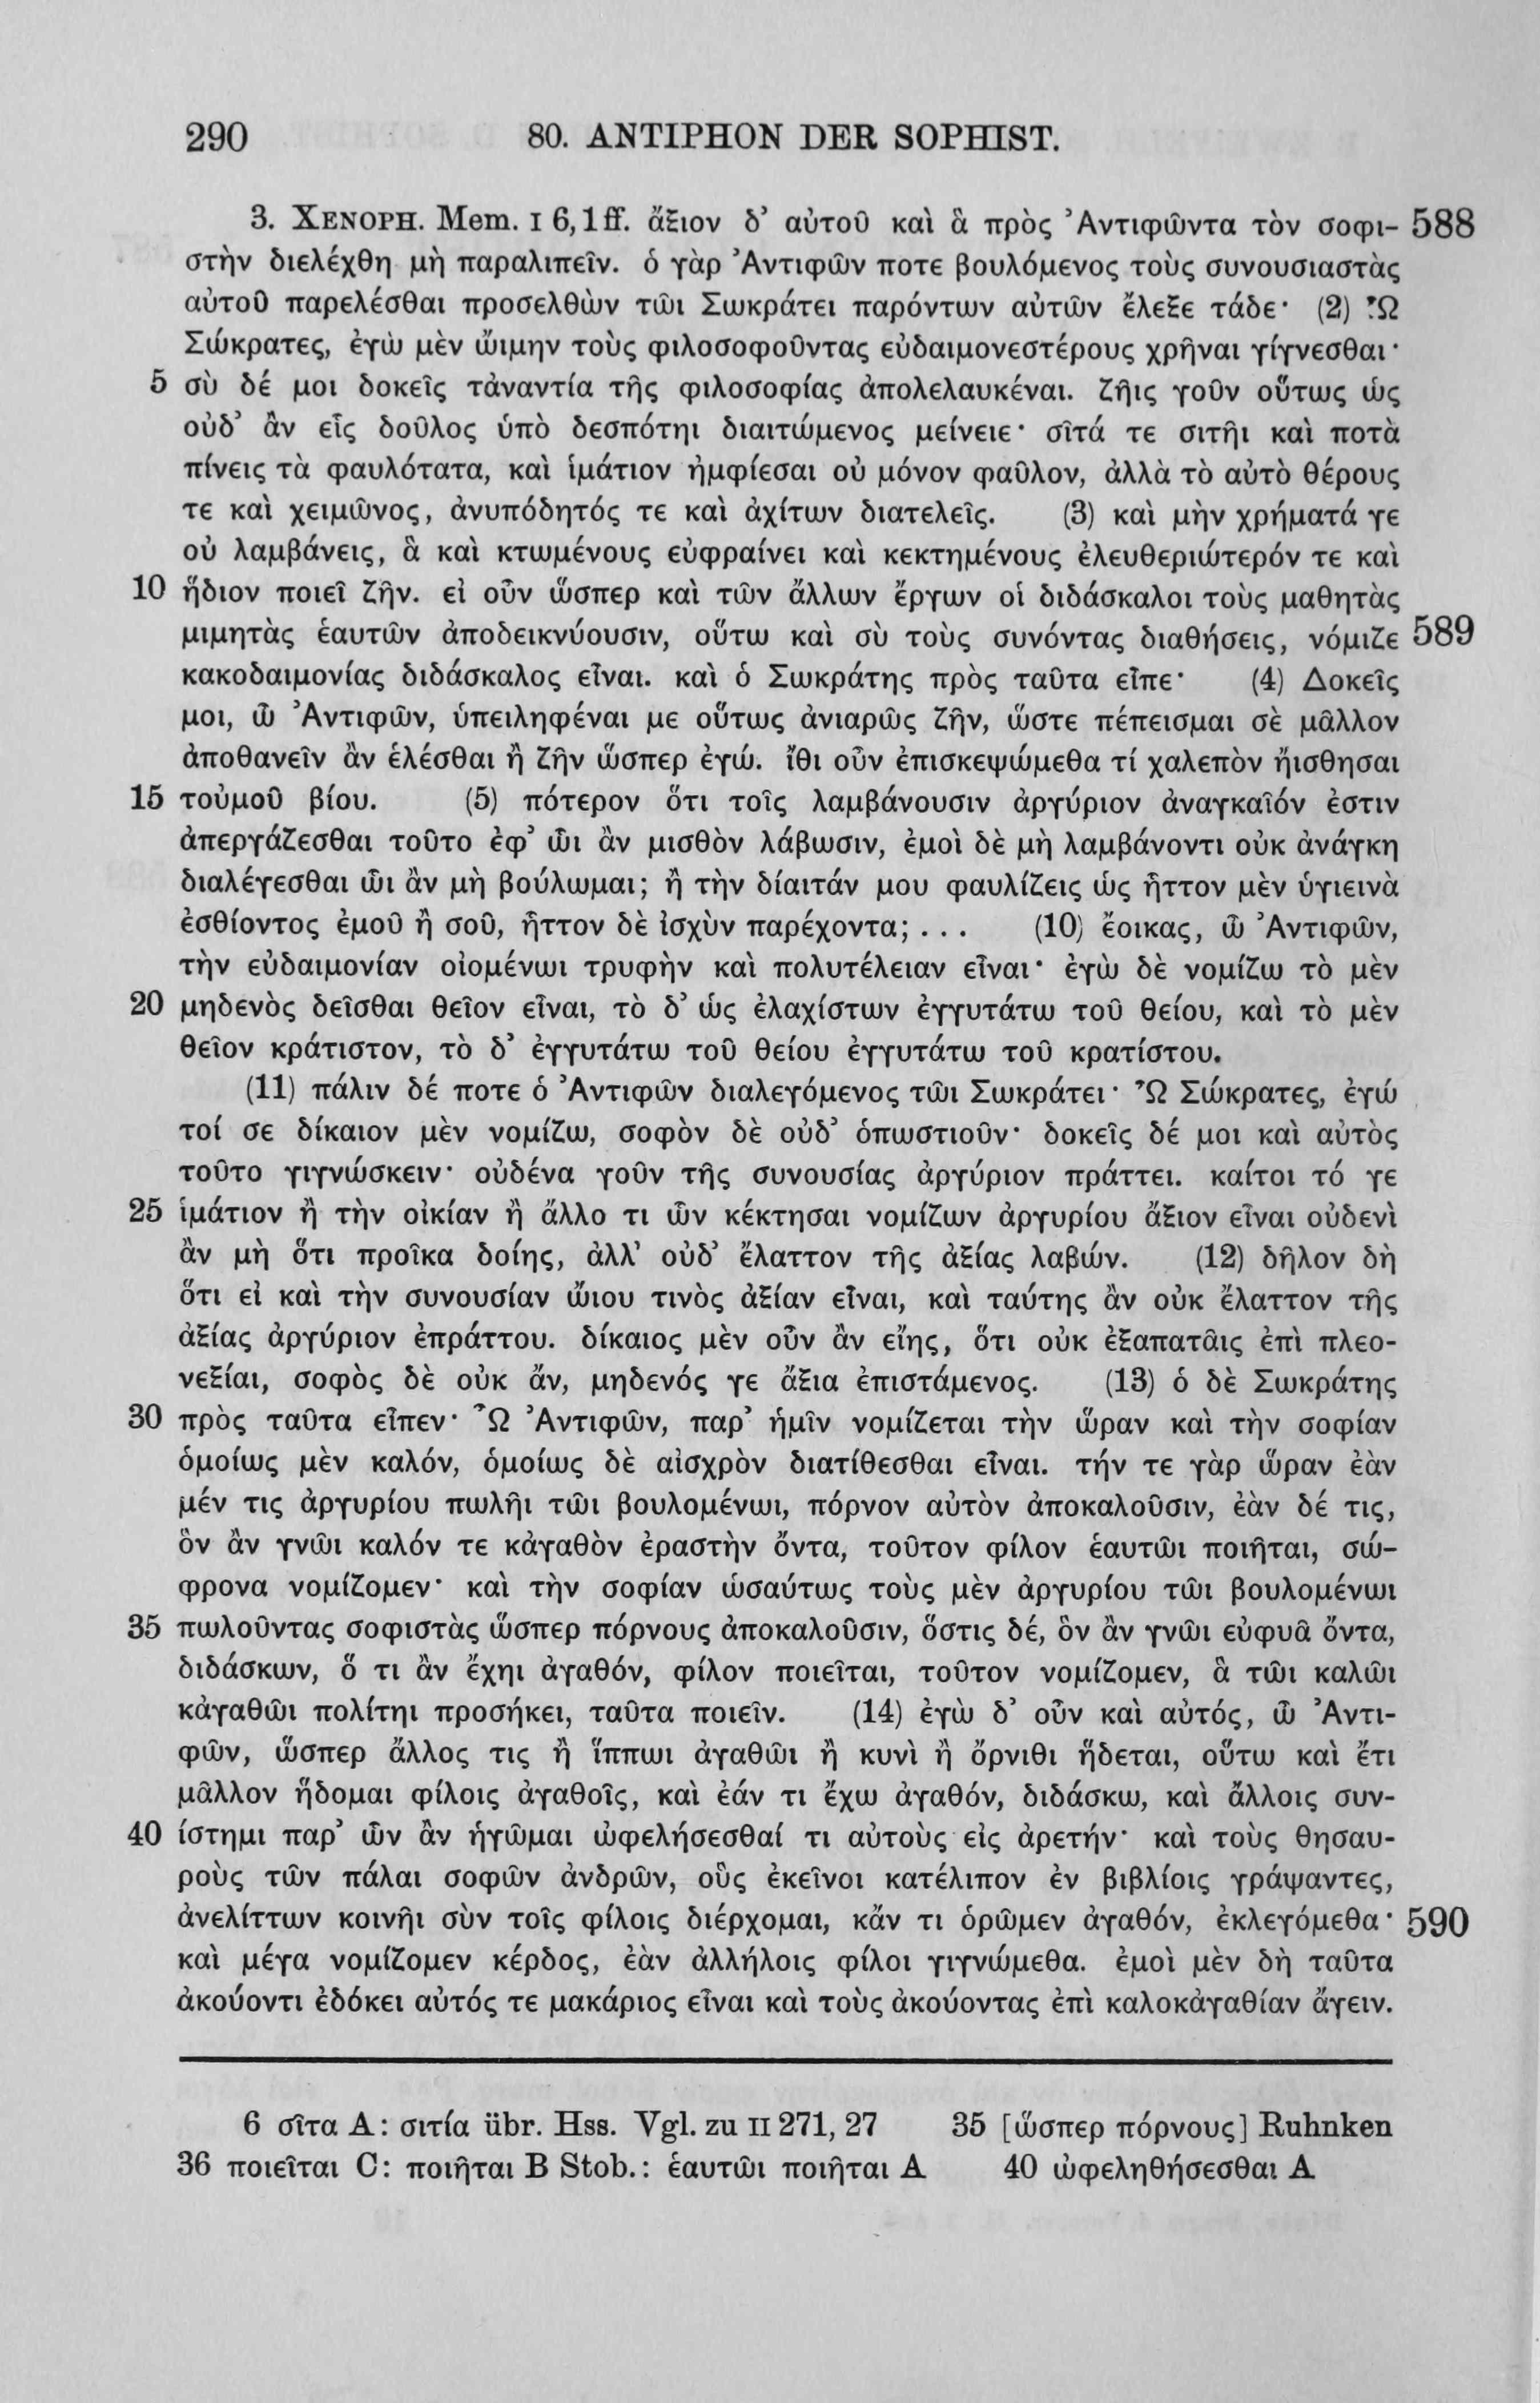 290 80. ANTIPHON DER SOPHIST.
3. XENOPH. Mem. I 6,1ff. ἄξιον δ’ αὐτοῦ καὶ ἃ πρὸς Ἀντιφῶντα τὸν σοφι- 588
στὴν διελέχθη μὴ παραλιπεῖν. ὁ γὰρ Ἀντιφῶν ποτε βουλόμενος τοὺς συνουσιαστὰς
αὐτοῦ παρελέσθαι προσελθὼν τῶι Σωκράτει παρόντων αὐτῶν ἔλεξε τάδε· (2) Ὦ
Σώκρατες, ἐγὼ μὲν ὤιμην τοὺς φιλοσοφοῦντας εὐδαιμονεστέρους χρῆναι γίγνεσθαι·
5 σὺ δέ μοι δοκεῖς τἀναντία τῆς φιλοσοφίας ἀπολελαυκέναι. ζῆις γοῦν οὕτως ὡς
οὐδ’ ἂν εἷς δοῦλος ὑπὸ δεσπότηι διαιτώμενος μείνειε· σῖτά τε σιτῆι καὶ ποτὰ
πίνεις τὰ φαυλότατα, καὶ ἱμάτιον ἠμφίεσαι οὐ μόνον φαῦλον, ἀλλὰ τὸ αὐτὸ θέρους
τε καὶ χειμῶνος, ἀνυπόδητός τε καὶ ἀχίτων διατελεῖς. (3) καὶ μὴν χρήματά γε
οὐ λαμβάνεις, ἃ καὶ κτωμένους εὐφραίνει καὶ κεκτημένους ἐλευθεριώτερόν τε καὶ
10 ἥδιον ποιεῖ ζῆν. εἰ οὖν ὥσπερ καὶ τῶν ἄλλων ἔργων οἱ διδάσκαλοι τοὺς μαθητὰς
μιμητὰς ἑαυτῶν ἀποδεικνύουσιν, οὕτω καὶ σὺ τοὺς συνόντας διαθήσεις, νόμιζε 589
κακοδαιμονίας διδάσκαλος εἶναι. καὶ ὁ Σωκράτης πρὸς ταῦτα εἶπε· (4) Δοκεῖς
μοι, ὦ Ἀντιφῶν, ὑπειληφέναι με οὕτως ἀνιαρῶς ζῆν, ὥστε πέπεισμαι σὲ μᾶλλον
ἀποθανεῖν ἂν ἑλέσθαι ἢ ζῆν ὥσπερ ἐγώ. ἴθι οὖν ἐπισκεψώμεθα τί χαλεπὸν ἤισθησαι
15 τοὐμοῦ βίου. (5) πότερον ὅτι τοῖς λαμβάνουσιν ἀργύριον ἀναγκαῖόν ἐστιν
ἀπεργάζεσθαι τοῦτο ἐφ’ ὧι ἂν μισθὸν λάβωσιν, ἐμοὶ δὲ μὴ λαμβάνοντι οὐκ ἀνάγκη
διαλέγεσθαι ὧι ἂν μὴ βούλωμαι; ἢ τὴν δίαιτάν μου φαυλίζεις ὡς ἧττον μὲν ὑγιεινὰ
ἐσθίοντος ἐμοῦ ἢ σοῦ, ἧττον δὲ ἰσχὺν παρέχοντα; ... (10) ἔοικας, ὦ Ἀντιφῶν,
τὴν εὐδαιμονίαν οἰομένωι τρυφὴν καὶ πολυτέλειαν εἶναι· ἐγὼ δὲ νομίζω τὸ μὲν
20 μηδενὸς δεῖσθαι θεῖον εἶναι, τὸ δ’ ὡς ἐλαχίστων ἐγγυτάτω τοῦ θείου, καὶ τὸ μὲν
θεῖον κράτιστον, τὸ δ’ ἐγγυτάτω τοῦ θείου ἐγγυτάτω τοῦ κρατίστου.
(11) πάλιν δέ ποτε ὁ Ἀντιφῶν διαλεγόμενος τῶι Σωκράτει· Ὦ Σώκρατες, ἐγώ
τοί σε δίκαιον μὲν νομίζω, σοφὸν δὲ οὐδ’ ὁπωστιοῦν· δοκεῖς δέ μοι καὶ αὐτὸς
τοῦτο γιγνώσκειν· οὐδένα γοῦν τῆς συνουσίας ἀργύριον πράττει. καίτοι τό γε
25 ἱμάτιον ἢ τὴν οἰκίαν ἢ ἄλλο τι ὧν κέκτησαι νομίζων ἀργυρίου ἄξιον εἶναι οὐδενὶ
ἂν μὴ ὅτι προῖκα δοίης, ἀλλ’ οὐδ’ ἔλαττον τῆς ἀξίας λαβών. (12) δῆλον δὴ
ὅτι εἰ καὶ τὴν συνουσίαν ὤιου τινὸς ἀξίαν εἶναι, καὶ ταύτης ἂν οὐκ ἔλαττον τῆς
ἀξίας ἀργύριον ἐπράττου. δίκαιος μὲν οὖν ἂν εἴης, ὅτι οὐκ ἐξαπατᾶις ἐπὶ πλεο-
νεξίαι, σοφὸς δὲ οὐκ ἄν, μηδενός γε ἄξια ἐπιστάμενος. (13) ὁ δὲ Σωκράτης
30 πρὸς ταῦτα εἶπεν· Ὦ Ἀντιφῶν, παρ’ ἡμῖν νομίζεται τὴν ὥραν καὶ τὴν σοφίαν
ὁμοίως μὲν καλόν, ὁμοίως δὲ αἰσχρὸν διατίθεσθαι εἶναι. τήν τε γὰρ ὥραν ἐὰν
μέν τις ἀργυρίου πωλῆι τῶι βουλομένωι, πόρνον αὐτὸν ἀποκαλοῦσιν, ἐὰν δέ τις,
ὃν ἂν γνῶι καλόν τε κἀγαθὸν ἐραστὴν ὄντα, τοῦτον φίλον ἑαυτῶι ποιῆται, σώ-
φρονα νομίζομεν· καὶ τὴν σοφίαν ὡσαύτως τοὺς μὲν ἀργυρίου τῶι βουλομένωι
35 πωλοῦντας σοφιστὰς ὥσπερ πόρνους ἀποκαλοῦσιν, ὅστις δέ, ὃν ἂν γνῶι εὐφυᾶ ὄντα,
διδάσκων, ὅ τι ἂν ἔχηι ἀγαθόν, φίλον ποιεῖται, τοῦτον νομίζομεν, ἃ τῶι καλῶι
κἀγαθῶι πολίτηι προσήκει, ταῦτα ποιεῖν. (14) ἐγὼ δ’ οὖν καὶ αὐτός, ὦ Ἀντι-
φῶν, ὥσπερ ἄλλος τις ἢ ἵππωι ἀγαθῶι ἢ κυνὶ ἢ ὄρνιθι ἥδεται, οὕτω καὶ ἔτι
μᾶλλον ἥδομαι φίλοις ἀγαθοῖς, καὶ ἐάν τι ἔχω ἀγαθόν, διδάσκω, καὶ ἄλλοις συν-
40 ίστημι παρ’ ὧν ἂν ἡγῶμαι ὠφελήσεσθαί τι αὐτοὺς εἰς ἀρετήν· καὶ τοὺς θησαυ-
ροὺς τῶν πάλαι σοφῶν ἀνδρῶν, οὓς ἐκεῖνοι κατέλιπον ἐν βιβλίοις γράψαντες,
ἀνελίττων κοινῆι σὺν τοῖς φίλοις διέρχομαι, κἄν τι ὁρῶμεν ἀγαθόν, ἐκλεγόμεθα· 590
καὶ μέγα νομίζομεν κέρδος, ἐὰν ἀλλήλοις φίλοι γιγνώμεθα. ἐμοὶ μὲν δὴ ταῦτα
ἀκούοντι ἐδόκει αὐτός τε μακάριος εἶναι καὶ τοὺς ἀκούοντας ἐπὶ καλοκἀγαθίαν ἄγειν.
6 σῖτα A: σιτία übr. Hss. Vgl. zu II 271, 27 35 [ὥσπερ πόρνους] Ruhnken
36 ποιεῖται C: ποιῆται B Stob.: ἑαυτῶι ποιῆται A 40 ὠφεληθήσεσθαι A